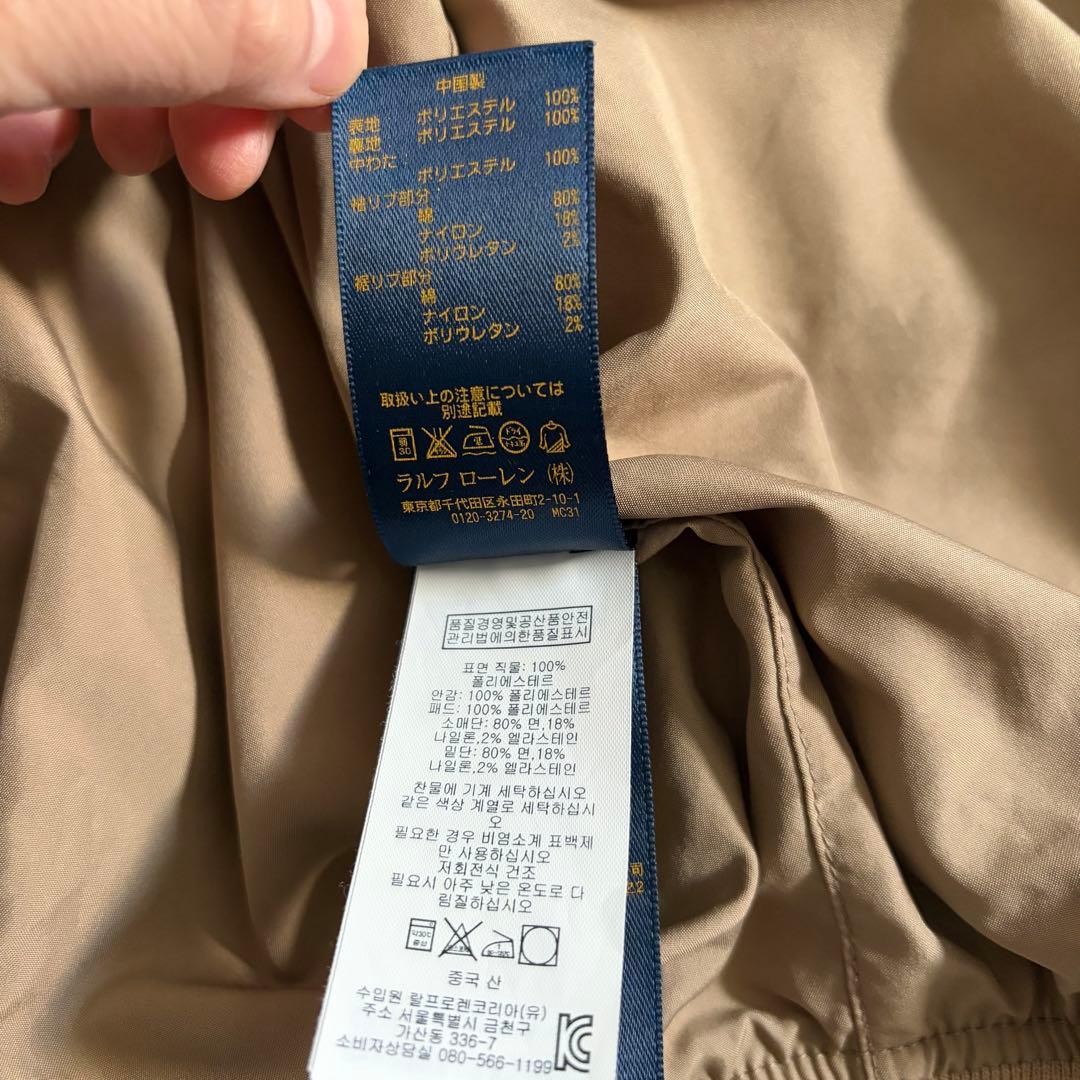 中国製
表地 ポリエステル 100%
裏地 ポリエステル 100%
中わた
ポリエステル 100%
袖リブ部分
綿 80%
ナイロン 18%
ポリウレタン 2%
裾リブ部分
綿 80%
ナイロン 18%
ポリウレタン 2%
取扱い上の注意については
別途記載
ドライ
ラルフ ローレン (株)
東京都千代田区永田町2-10-1
0120-3274-20 MC31
품질경영및공산품안전
관리법에의한품질표시
표면 직물: 100%
폴리에스테르
안감: 100% 폴리에스테르
패드: 100% 폴리에스테르
소매단: 80% 면,18%
나일론,2% 엘라스테인
밑단: 80% 면,18%
나일론,2% 엘라스테인
찬물에 기계 세탁하십시오
같은 색상 계열로 세탁하십시
오
필요한 경우 비염소계 표백제
만 사용하십시오
저회전식 건조
필요시 아주 낮은 온도로 다
림질하십시오
약30℃
중성
중국 산
수입원 랄프로렌코리아(유)
주소 서울특별시 금천구
가산동 336-7
소비자상담실 080-566-1199
司